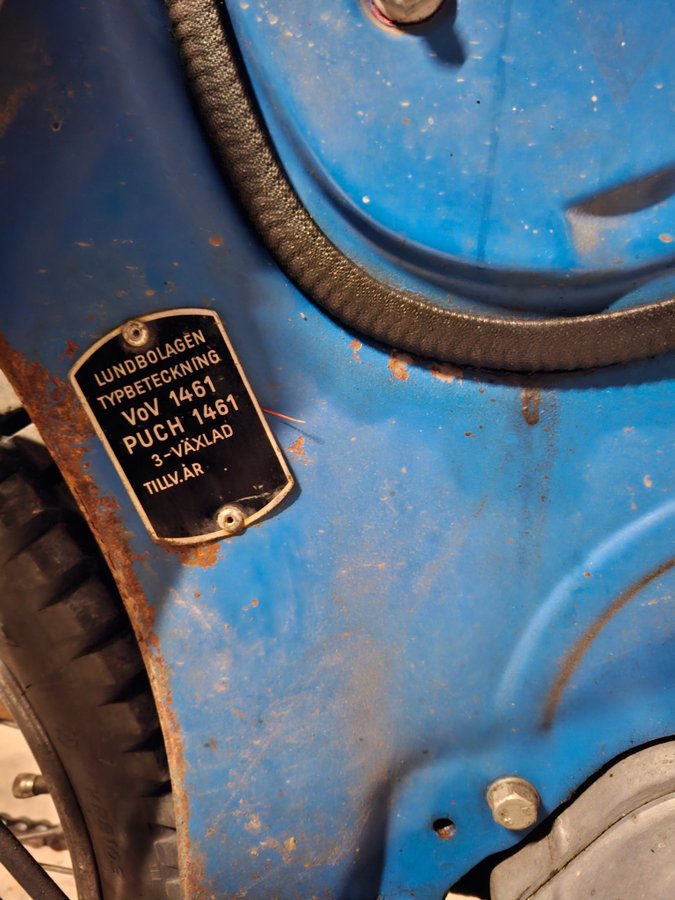 LUNDBOLAGEN
TYPBETECKNING
VoV 1461
PUCH 1461
3-VÄXLAD
TILLV.ÅR